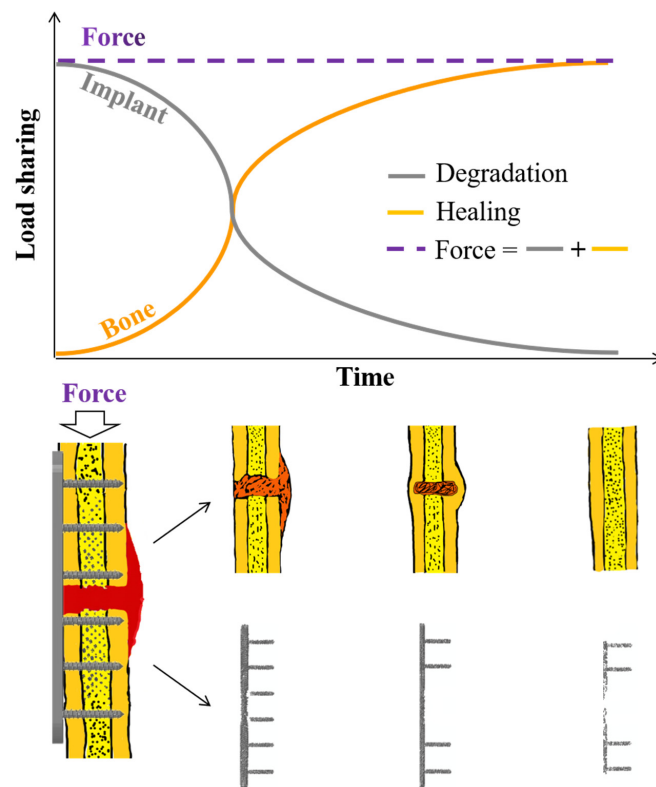 Force
Implant
Load sharing
Degradation
Healing
Force = +
Bone
Time
Force